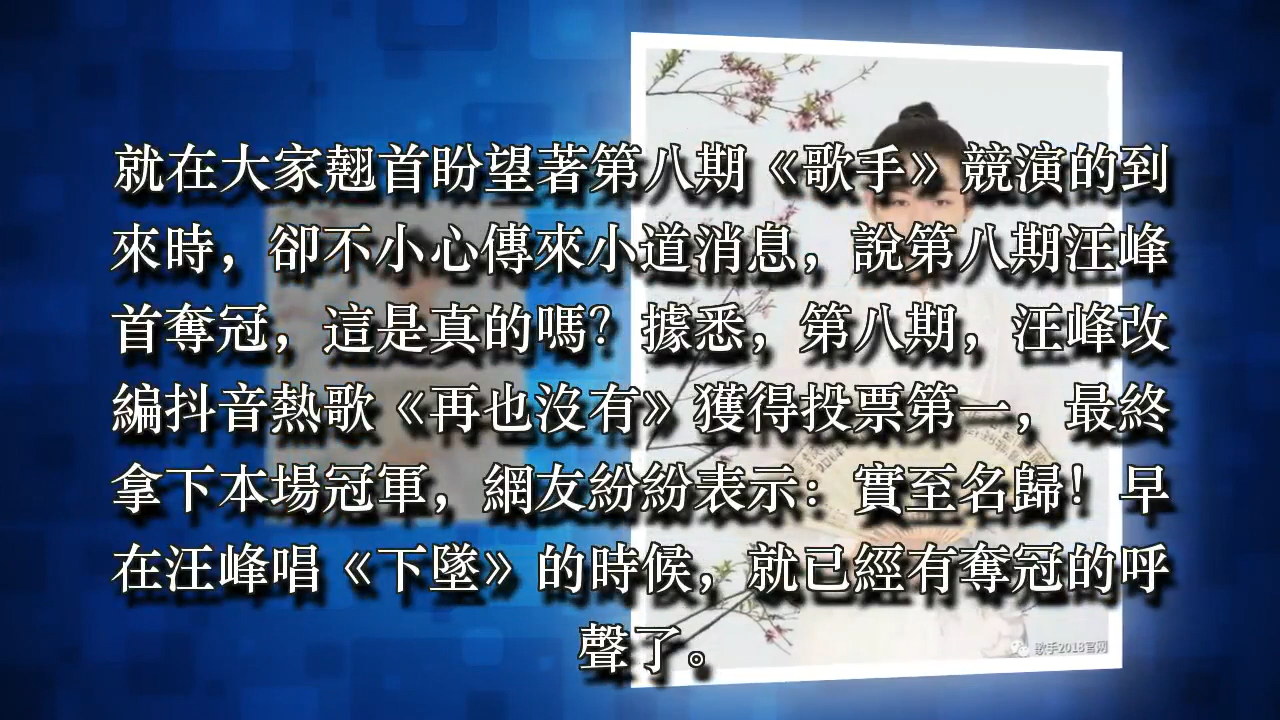 就在大家翹首盼望著第八期《歌手》競演的到
來時，卻不小心傳來小道消息，說第八期汪峰
首奪冠，這是真的嗎？據悉，第八期，汪峰改
編抖音熱歌《再也沒有》獲得投票第一，最終
拿下本場冠軍，網友紛紛表示：實至名歸！早
在汪峰唱《下墜》的時候，就已經有奪冠的呼
聲了。
歌手2018官网